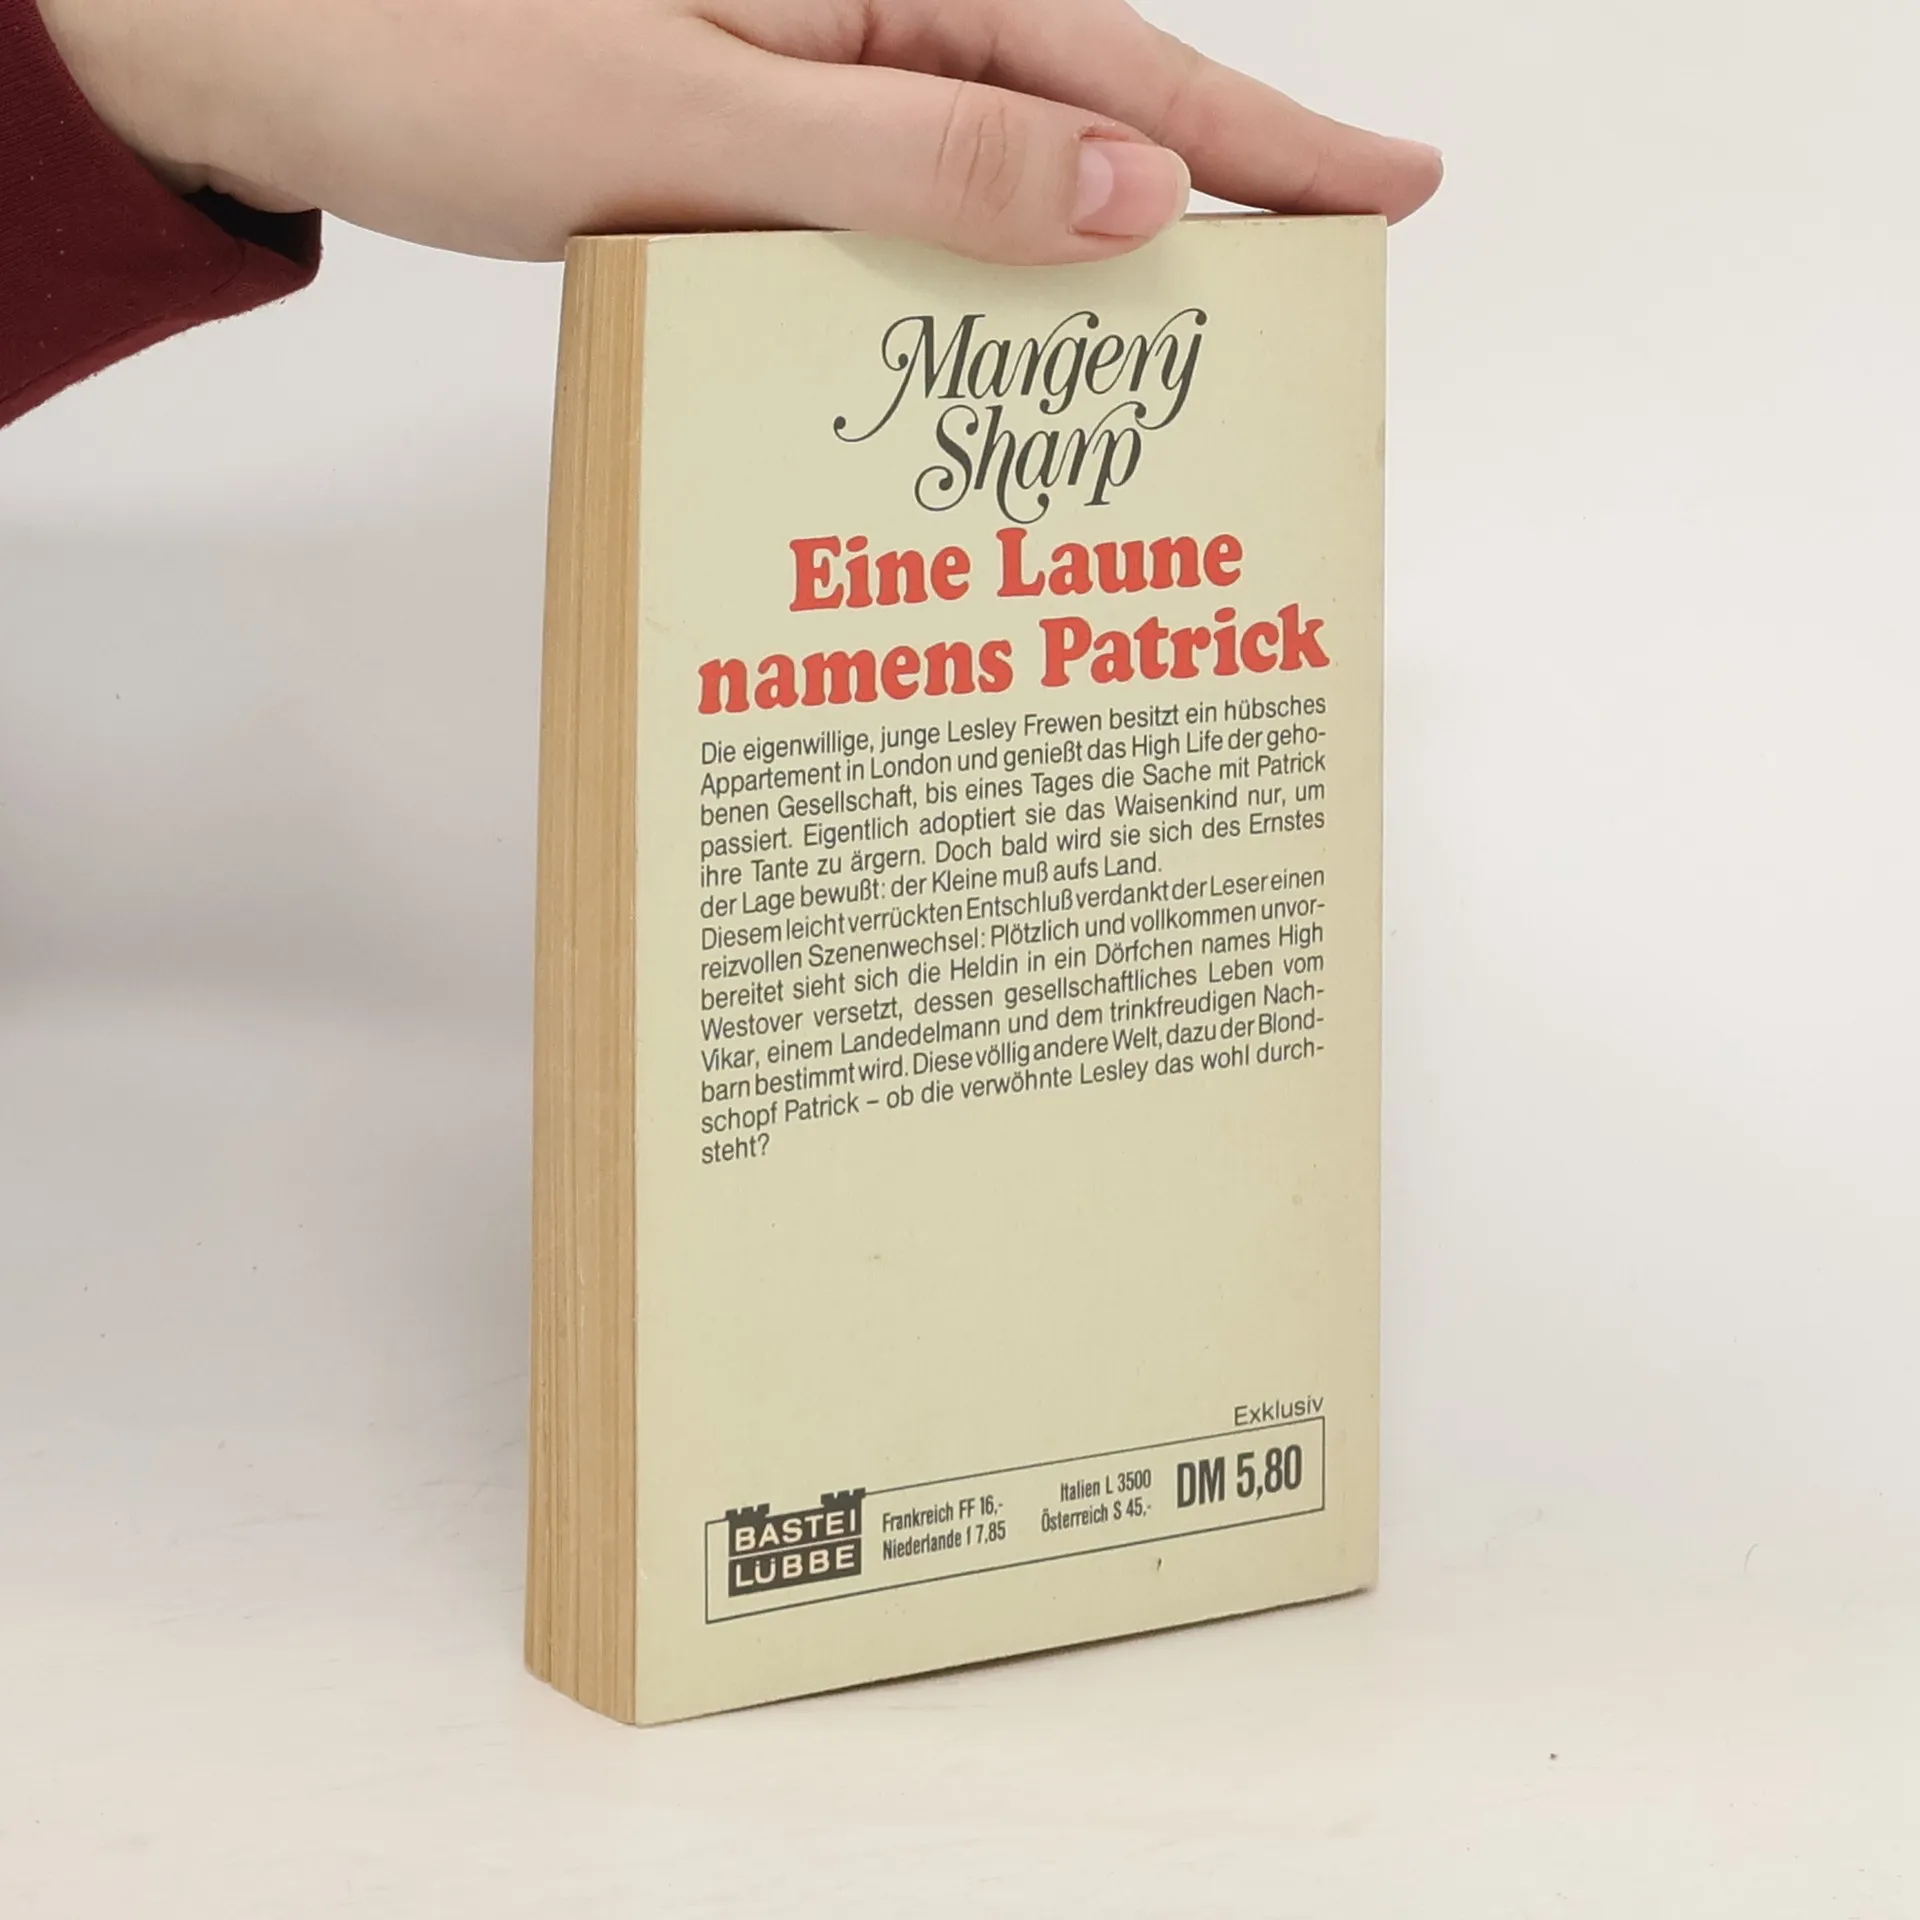 Margery
Sharp
Eine Laune
namens Patrick
Die eigenwillige, junge Lesley Frewen besitzt ein hübsches
Appartement in London und genießt das High Life der geho-
benen Gesellschaft, bis eines Tages die Sache mit Patrick
passiert. Eigentlich adoptiert sie das Waisenkind nur, um
ihre Tante zu ärgern. Doch bald wird sie sich des Ernstes
der Lage bewußt: der Kleine muß aufs Land.
Diesem leicht verrückten Entschluß verdankt der Leser einen
reizvollen Szenenwechsel: Plötzlich und vollkommen unvor-
bereitet sieht sich die Heldin in ein Dörfchen names High
Westover versetzt, dessen gesellschaftliches Leben vom
Vikar, einem Landedelmann und dem trinkfreudigen Nach-
barn bestimmt wird. Diese völlig andere Welt, dazu der Blond-
schopf Patrick – ob die verwöhnte Lesley das wohl durch-
steht?
Exklusiv
BASTEI
LÜBBE
Frankreich FF 16,-
Niederlande f 7,85
Italien L 3500
Österreich S 45,-
DM 5,80